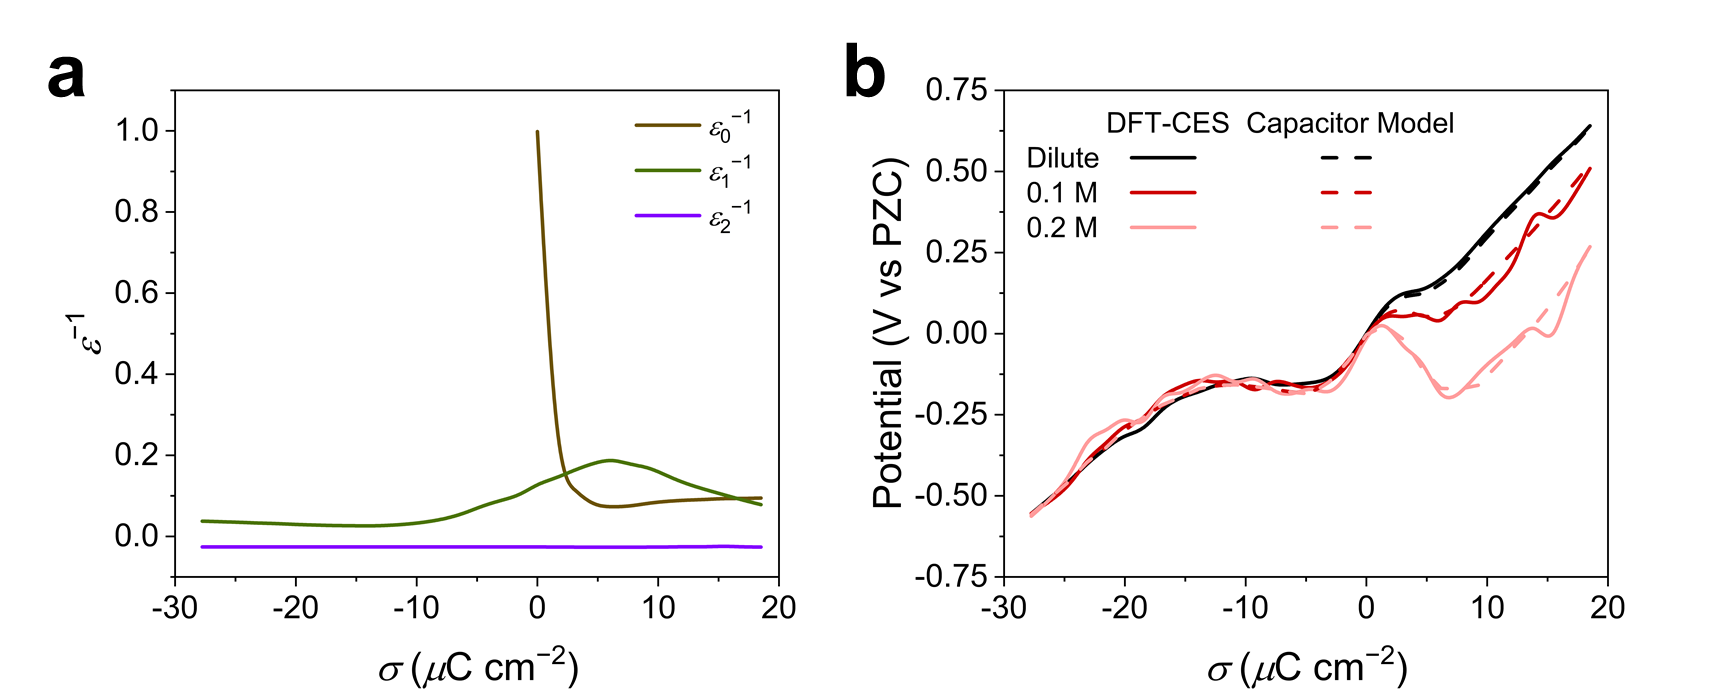 a
1.0
0.8
0.6
0.4
0.2
0.0
ε⁻¹
ε₀⁻¹
ε₁⁻¹
ε₂⁻¹
-30 -20 -10 0 10 20
σ (μC cm⁻²)
b
0.75
0.50
0.25
0.00
-0.25
-0.50
-0.75
Potential (V vs PZC)
DFT-CES Capacitor Model
Dilute
0.1 M
0.2 M
-30 -20 -10 0 10 20
σ (μC cm⁻²)